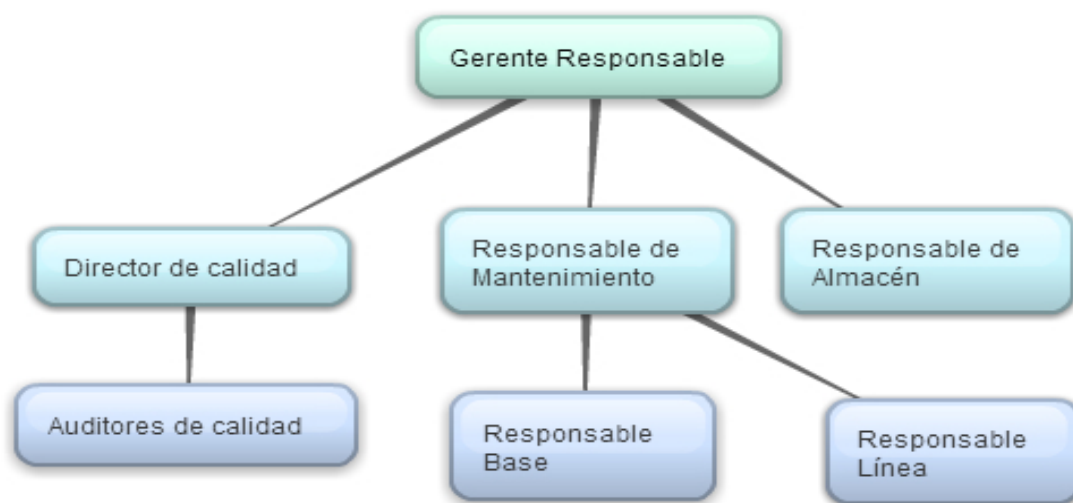 Gerente Responsable
Director de calidad
Responsable de
Mantenimiento
Responsable de
Almacén
Auditores de calidad
Responsable
Base
Responsable
Línea